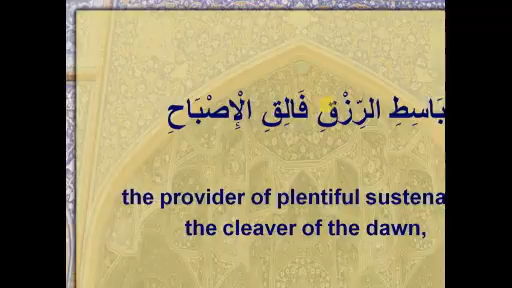 بَاسِطِ الرِّزْقِ فَالِقِ الْإِصْبَاحِ
the provider of plentiful sustena
the cleaver of the dawn,